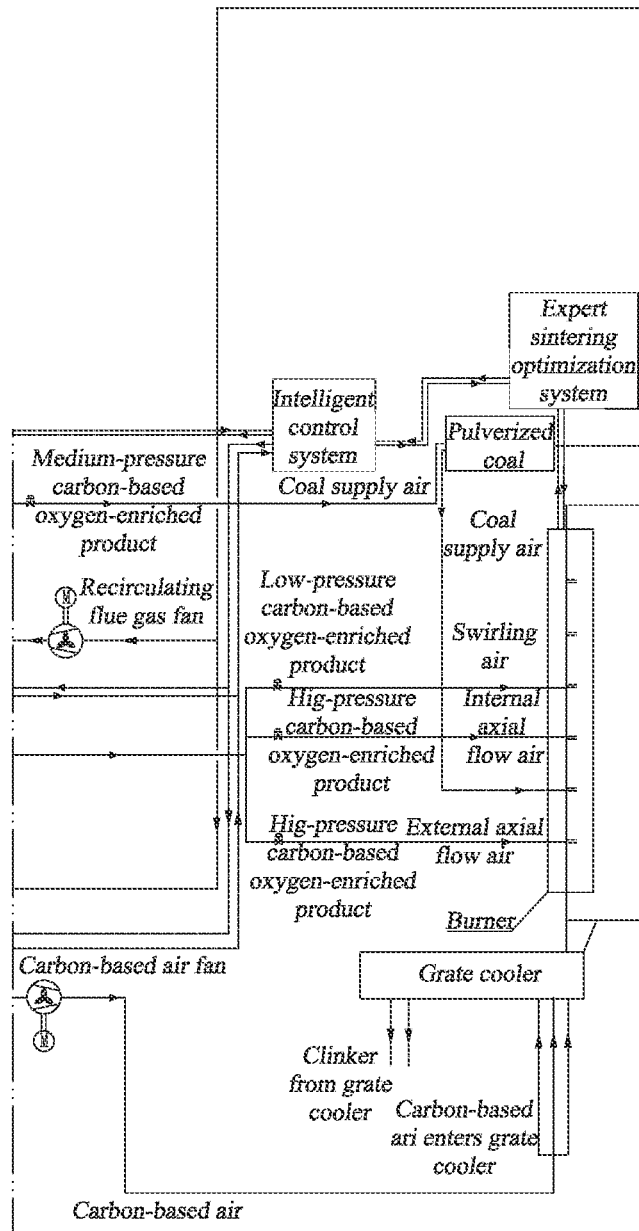 Expert
sintering
optimization
system
Intelligent
control
system
Pulverized
coal
Medium-pressure
carbon-based
oxygen-enriched
product
Coal supply air
Coal
supply air
Recirculating
flue gas fan
M
Low-pressure
carbon-based
oxygen-enriched
product
Swirling
air
Hig-pressure
carbon-based
oxygen-enriched
product
Internal
axial
flow air
Hig-pressure
carbon-based
oxygen-enriched
product
External axial
flow air
Burner
Carbon-based air fan
M
Grate cooler
Clinker
from grate
cooler
Carbon-based
ari enters grate
cooler
Carbon-based air